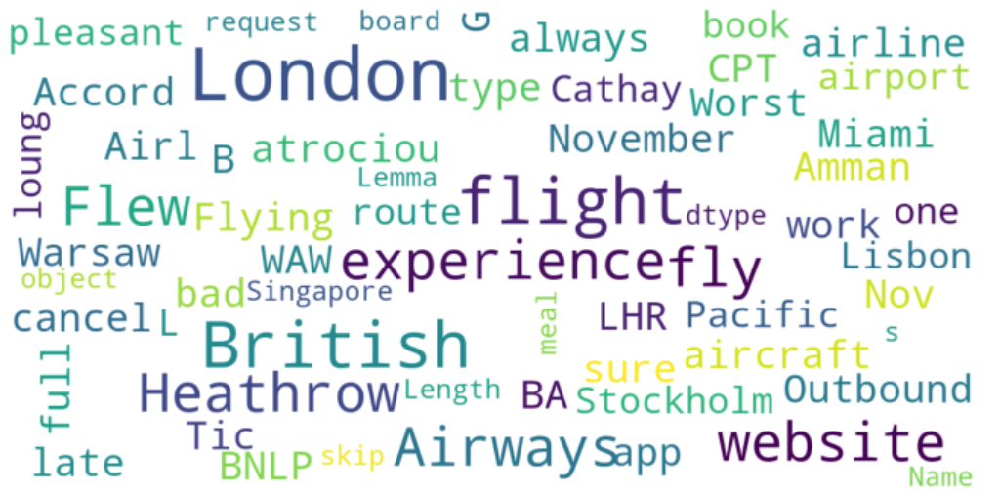 pleasant request board G always book airline
Accord London type Cathay CPT airport
Worst
loung Airl B atrociou November Miami
Lemma Amman
Flew Flying route flight dtype work one
Warsaw WAW experience fly Lisbon
object bad Singapore Nov
cancel L British meal LHR Pacific s
full sure aircraft
Heathrow Length BA Stockholm Outbound
Tic Airways app website
late BNLP skip Name